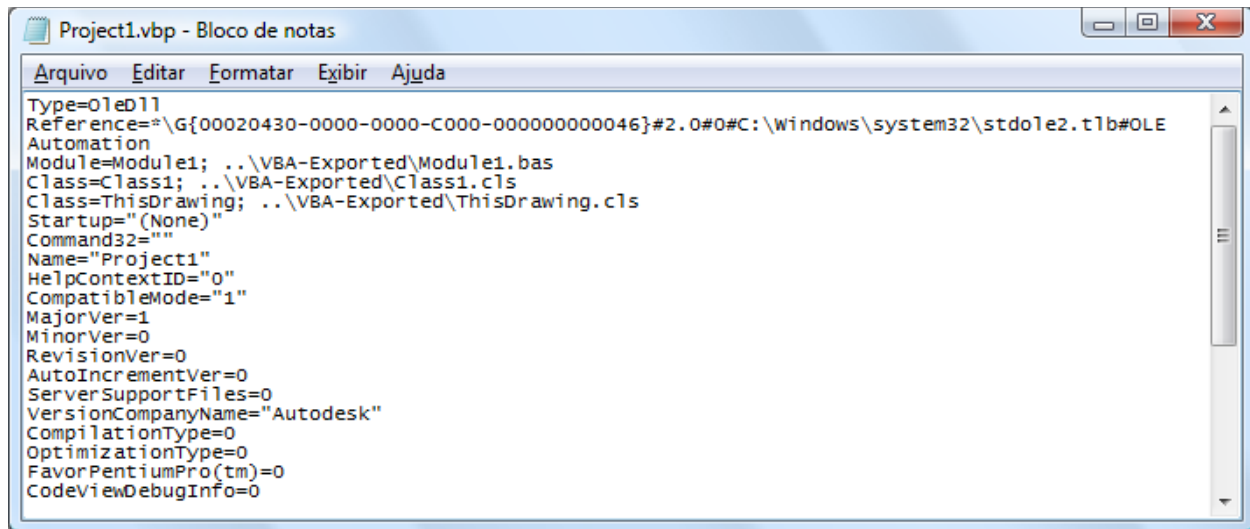 Project1.vbp - Bloco de notas
Arquivo Editar Formatar Exibir Ajuda
Type=OleDll
Reference=*\G{00020430-0000-0000-C000-000000000046}#2.0#0#C:\Windows\system32\stdole2.tlb#OLE
Automation
Module=Module1; ..\VBA-Exported\Module1.bas
Class=Class1; ..\VBA-Exported\Class1.cls
Class=ThisDrawing; ..\VBA-Exported\ThisDrawing.cls
Startup="(None)"
Command32=""
Name="Project1"
HelpContextID="0"
CompatibleMode="1"
MajorVer=1
MinorVer=0
RevisionVer=0
AutoIncrementVer=0
ServerSupportFiles=0
VersionCompanyName="Autodesk"
CompilationType=0
OptimizationType=0
FavorPentiumPro(tm)=0
CodeViewDebugInfo=0